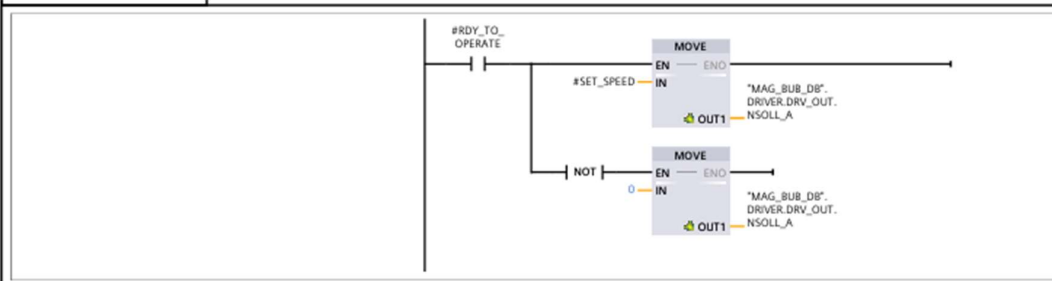 #RDY_TO_
OPERATE
MOVE
EN
ENO
#SET_SPEED
IN
OUT1
"MAG_BUB_DB".
DRIVER.DRV_OUT.
NSOLL_A
MOVE
NOT
EN
ENO
0
IN
OUT1
"MAG_BUB_DB".
DRIVER.DRV_OUT.
NSOLL_A